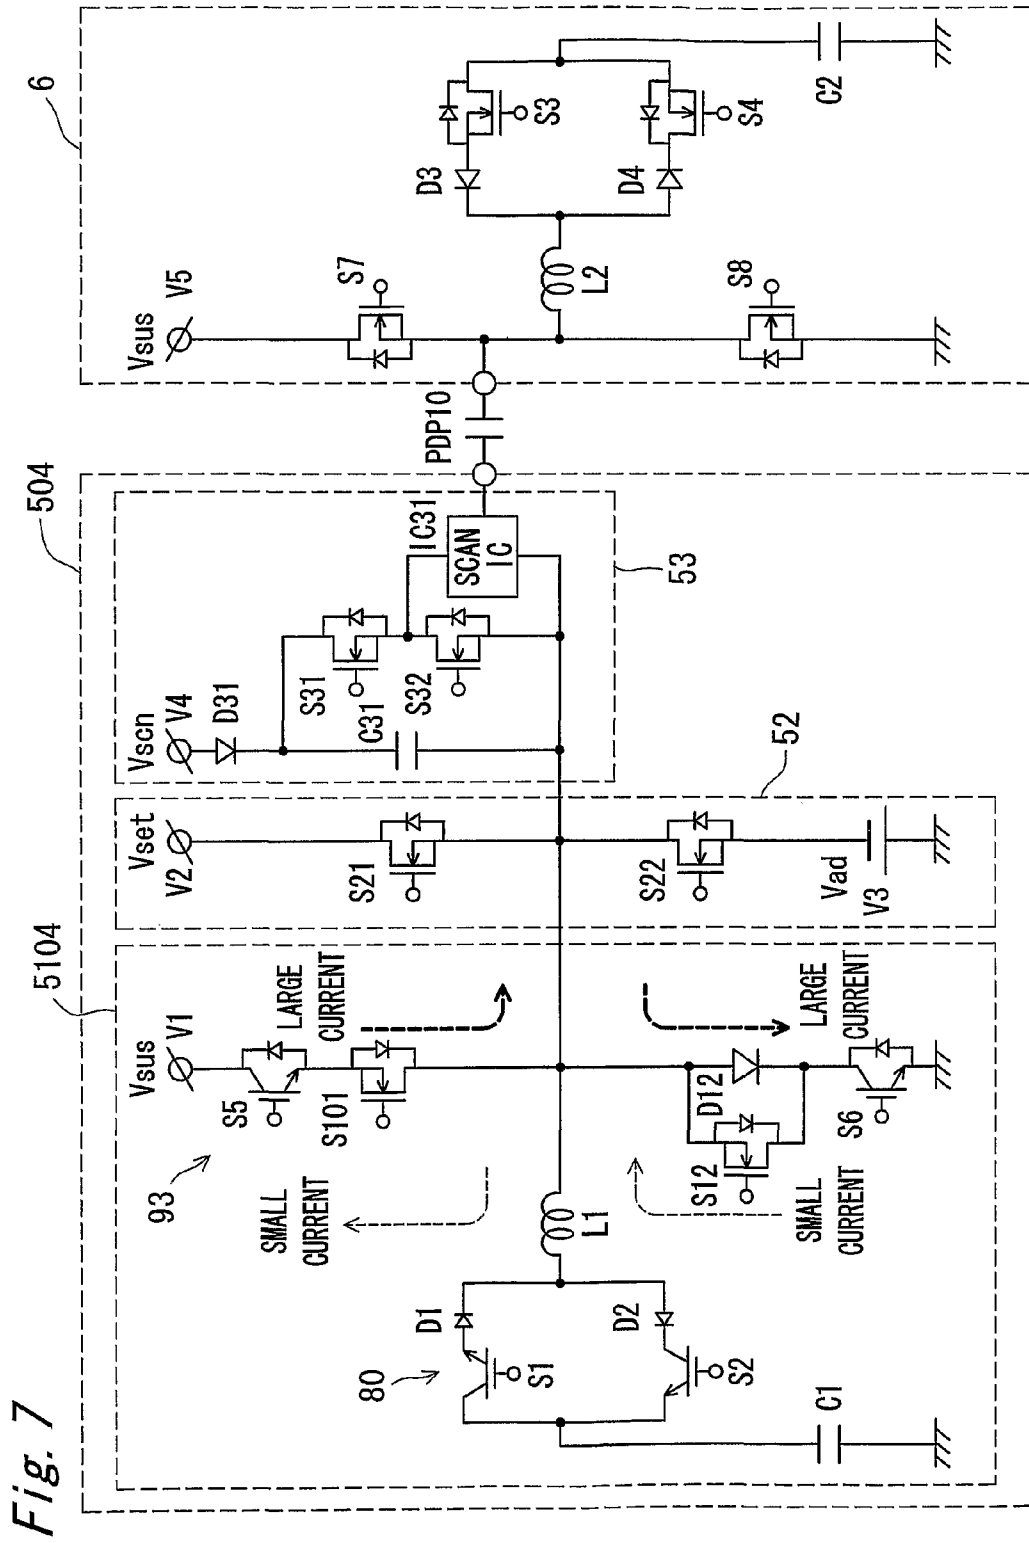 Fig. 7
504
5104
93
80
Vsus
V1
S5
LARGE
CURRENT
S101
SMALL
CURRENT
D1
S1
L1
D2
S2
C1
LARGE
CURRENT
D12
S12
SMALL
CURRENT
S6
Vset
V2
S21
S22
Vad
V3
52
Vscn
V4
D31
S31
C31
S32
IC31
SCAN
IC
53
PDP10
6
Vsus
V5
S7
D3
S3
L2
D4
S4
S8
C2